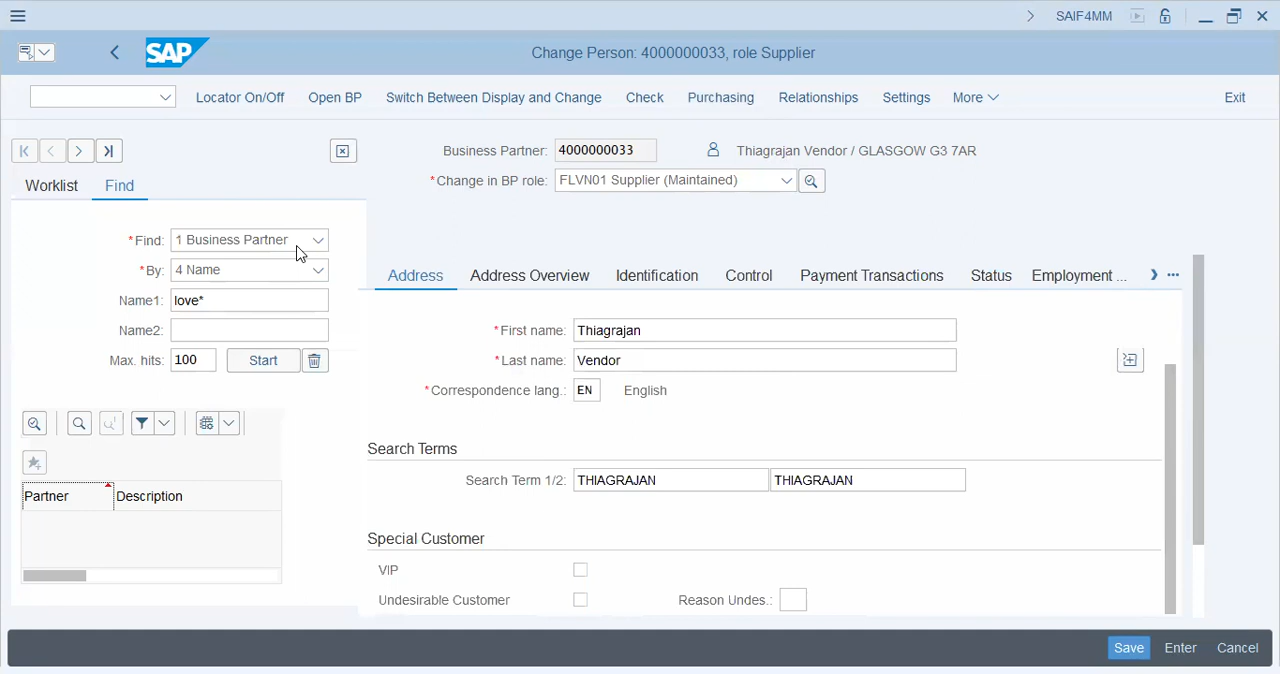 SAIF4MM
SAP Change Person: 4000000033, role Supplier
Locator On/Off Open BP Switch Between Display and Change Check Purchasing Relationships Settings More Exit
Business Partner: 4000000033 Thiagrajan Vendor / GLASGOW G3 7AR
*Change in BP role: FLVN01 Supplier (Maintained)
Worklist Find
*Find: 1 Business Partner
*By: 4 Name
Name1: love*
Name2:
Max. hits: 100 Start
Partner Description
Address Address Overview Identification Control Payment Transactions Status Employment ...
*First name: Thiagrajan
*Last name: Vendor
*Correspondence lang.: EN English
Search Terms
Search Term 1/2: THIAGRAJAN THIAGRAJAN
Special Customer
VIP
Undesirable Customer Reason Undes.:
Save Enter Cancel